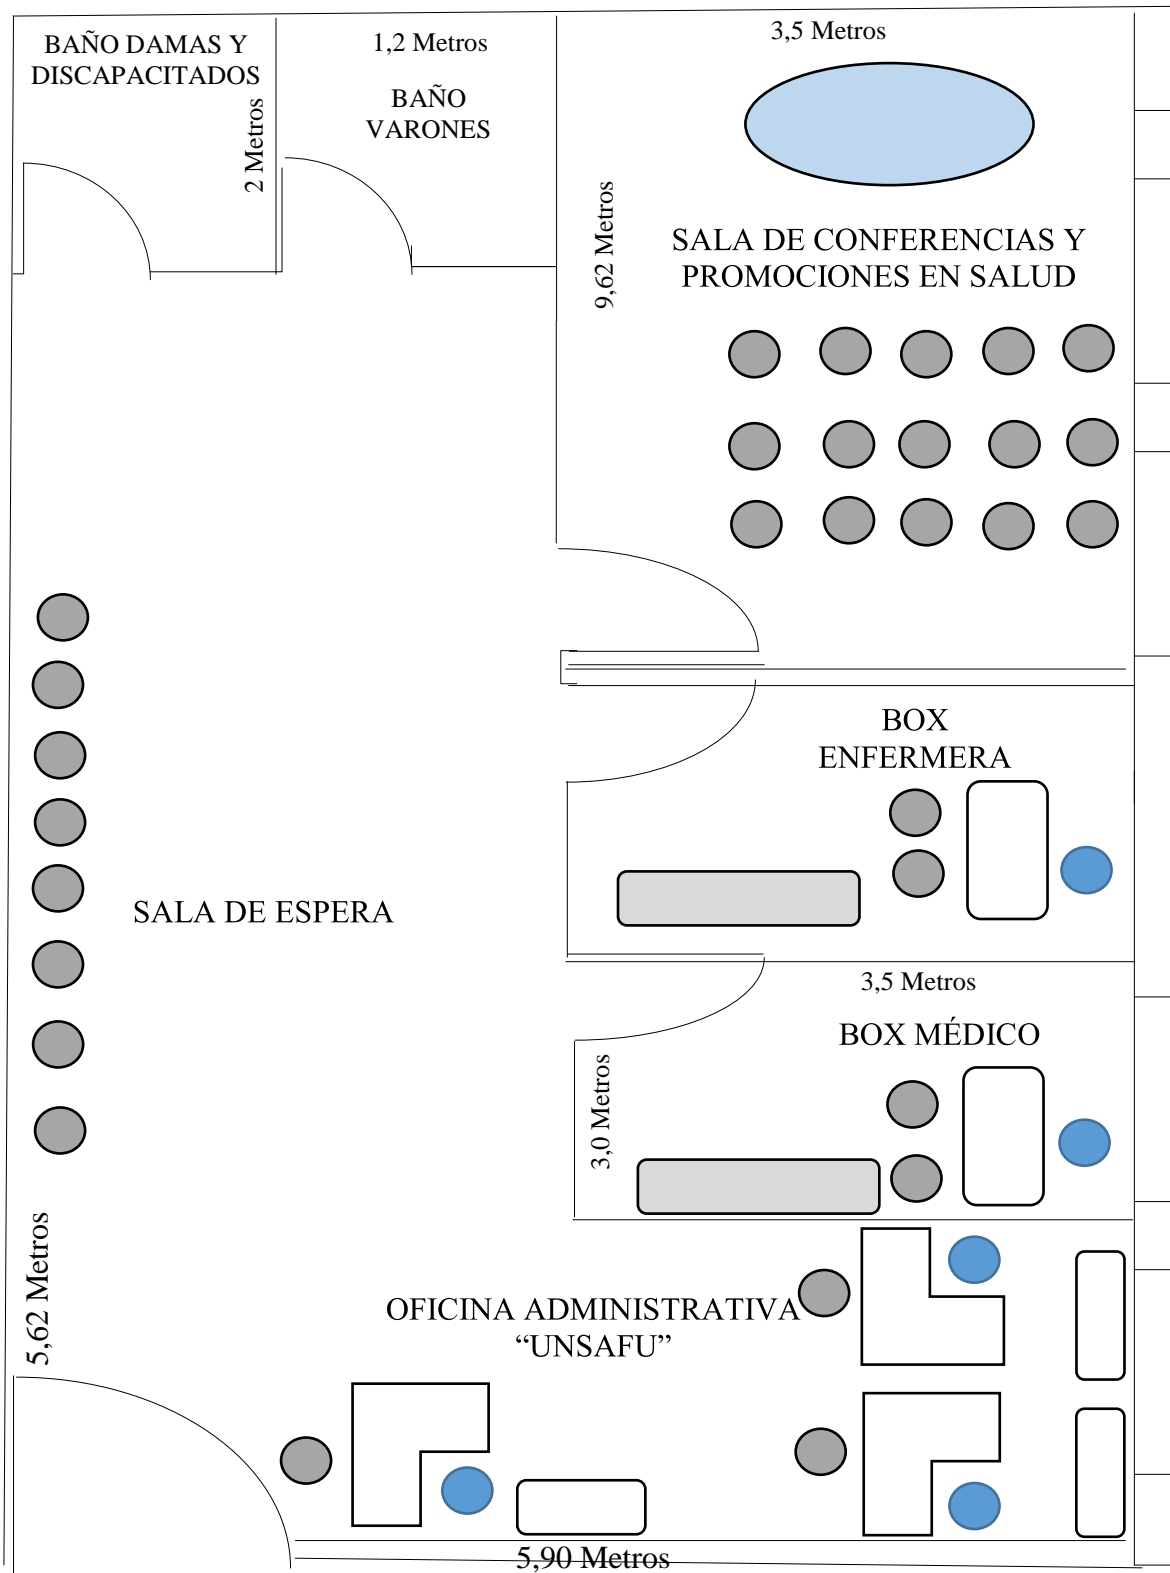 BAÑO DAMAS Y
DISCAPACITADOS
2 Metros
1,2 Metros
BAÑO
VARONES
3,5 Metros
9,62 Metros
SALA DE CONFERENCIAS Y
PROMOCIONES EN SALUD
BOX
ENFERMERA
SALA DE ESPERA
3,5 Metros
BOX MÉDICO
3,0 Metros
5,62 Metros
OFICINA ADMINISTRATIVA
“UNSAFU”
5,90 Metros